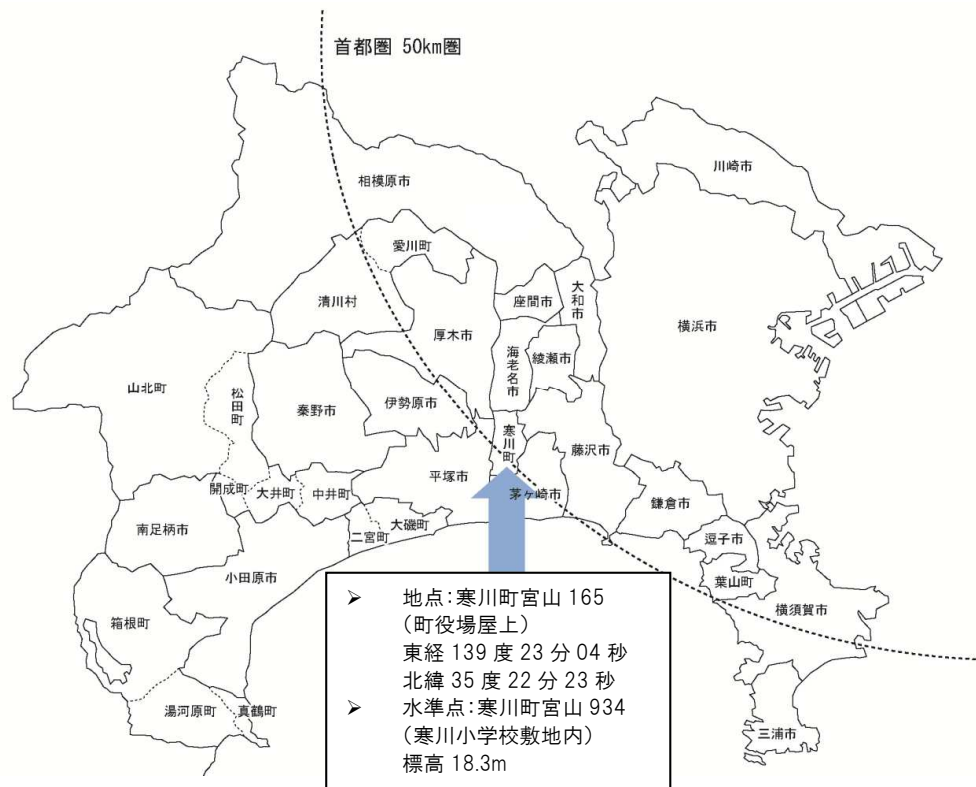 首都圏 50km圏
川崎市
相模原市
愛川町
清川村
座間市
大和市
厚木市
横浜市
海老名市
綾瀬市
山北町
松田町
秦野市
伊勢原市
寒川町
藤沢市
平塚市
開成町
大井町
中井町
茅ヶ崎市
鎌倉市
大磯町
南足柄市
二宮町
逗子市
小田原市
葉山町
横須賀市
箱根町
湯河原町
真鶴町
三浦市
➢ 地点:寒川町宮山 165
(町役場屋上)
東経 139 度 23 分 04 秒
北緯 35 度 22 分 23 秒
➢ 水準点:寒川町宮山 934
(寒川小学校敷地内)
標高 18.3m